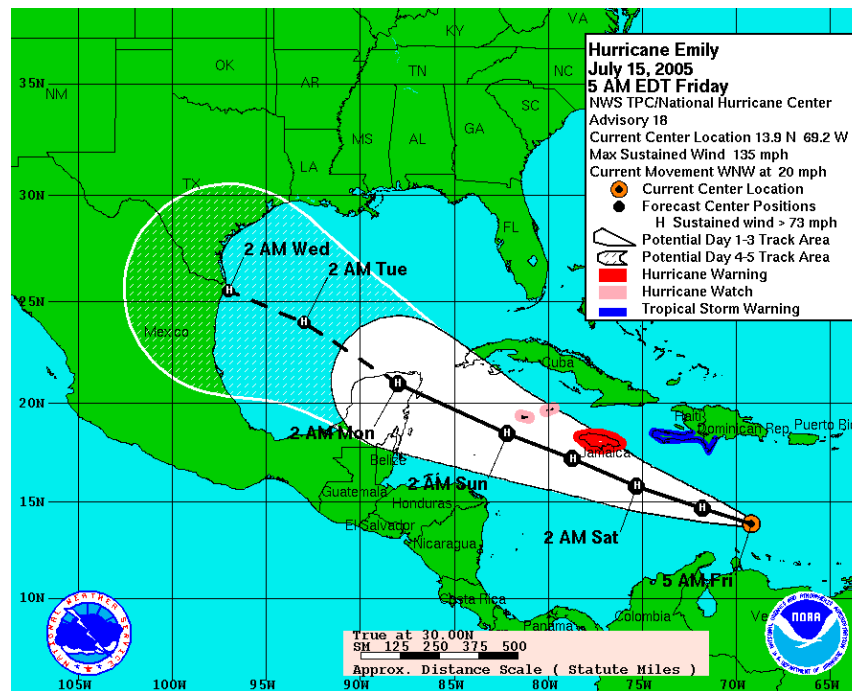 Hurricane Emily
July 15, 2005
5 AM EDT Friday
NWS TPC/National Hurricane Center
Advisory 18
Current Center Location 13.9 N 69.2 W
Max Sustained Wind 135 mph
Current Movement WNW at 20 mph
Current Center Location
Forecast Center Positions
H Sustained wind > 73 mph
Potential Day 1-3 Track Area
Potential Day 4-5 Track Area
Hurricane Warning
Hurricane Watch
Tropical Storm Warning
KY
VA
OK
TN
NC
35N
NM
AR
SC
MS
AL
GA
LA
TX
30N
FL
2 AM Wed
2 AM Tue
25N
Mexico
Cuba
20N
Haiti
Dominican Rep.
Puerto Ric
2 AM Mon
Jamaica
Belize
2 AM Sun
15N
Guatemala
Honduras
El Salvador
2 AM Sat
Nicaragua
5 AM Fri
10N
Costa Rica
Panama
Colombia
Ve
NATIONAL WEATHER SERVICE
NOAA
True at 30.00N
SM 125 250 375 500
Approx. Distance Scale ( Statute Miles )
105W
100W
95W
90W
85W
80W
75W
70W
65W